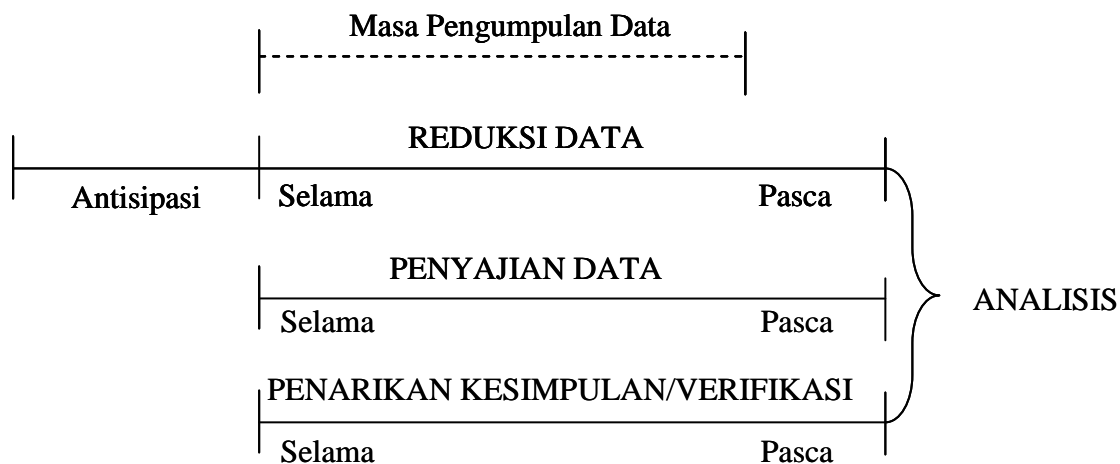 Masa Pengumpulan Data
REDUKSI DATA
Antisipasi Selama Pasca
PENYAJIAN DATA
Selama Pasca
ANALISIS
PENARIKAN KESIMPULAN/VERIFIKASI
Selama Pasca